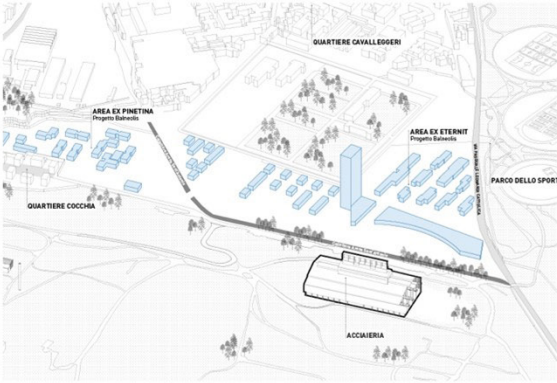 QUARTIERE CAVALLEGGERI
AREA EX PINETINA
Progetto Balneolis
AREA EX ETERNIT
Progetto Balneolis
PARCO DELLO SPORT
QUARTIERE COCCHIA
ACCIAIERIA